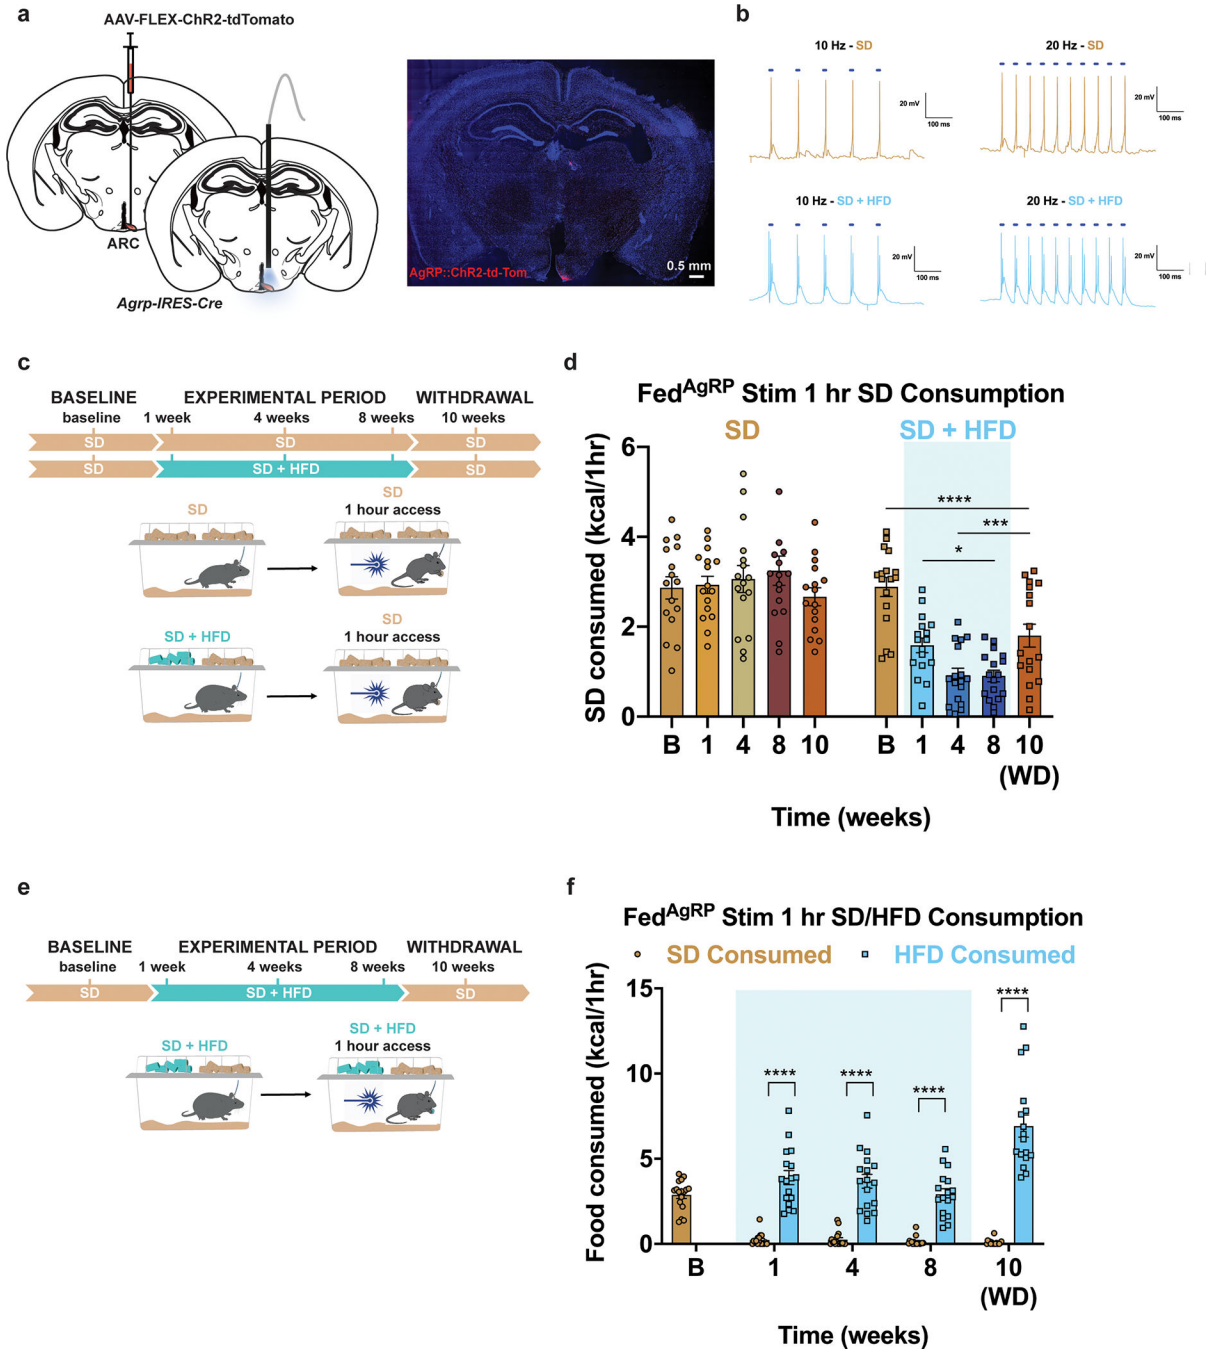 a
AAV-FLEX-ChR2-tdTomato
ARC
Agrp-IRES-Cre
AgRP::ChR2-td-Tom
0.5 mm
b
10 Hz - SD
20 mV
100 ms
20 Hz - SD
20 mV
100 ms
10 Hz - SD + HFD
20 mV
100 ms
20 Hz - SD + HFD
20 mV
100 ms
c
BASELINE EXPERIMENTAL PERIOD WITHDRAWAL
baseline 1 week 4 weeks 8 weeks 10 weeks
SD SD SD
SD SD + HFD SD
SD
SD
1 hour access
SD + HFD
SD
1 hour access
d
Fed^AgRP Stim 1 hr SD Consumption
SD SD + HFD
SD consumed (kcal/1hr)
6
4
2
0
****
***
*
B 1 4 8 10 B 1 4 8 10
(WD)
Time (weeks)
e
BASELINE EXPERIMENTAL PERIOD WITHDRAWAL
baseline 1 week 4 weeks 8 weeks 10 weeks
SD SD + HFD SD
SD + HFD
SD + HFD
1 hour access
f
Fed^AgRP Stim 1 hr SD/HFD Consumption
SD Consumed HFD Consumed
Food consumed (kcal/1hr)
15
10
5
0
**** **** **** ****
B 1 4 8 10
(WD)
Time (weeks)